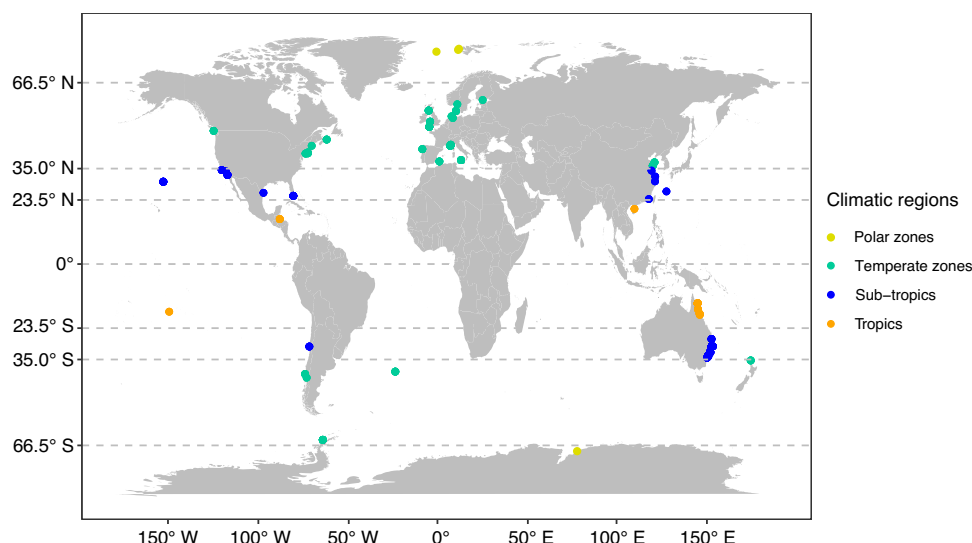 66.5° N
35.0° N
23.5° N
0°
23.5° S
35.0° S
66.5° S
150° W
100° W
50° W
0°
50° E
100° E
150° E
Climatic regions
Polar zones
Temperate zones
Sub−tropics
Tropics